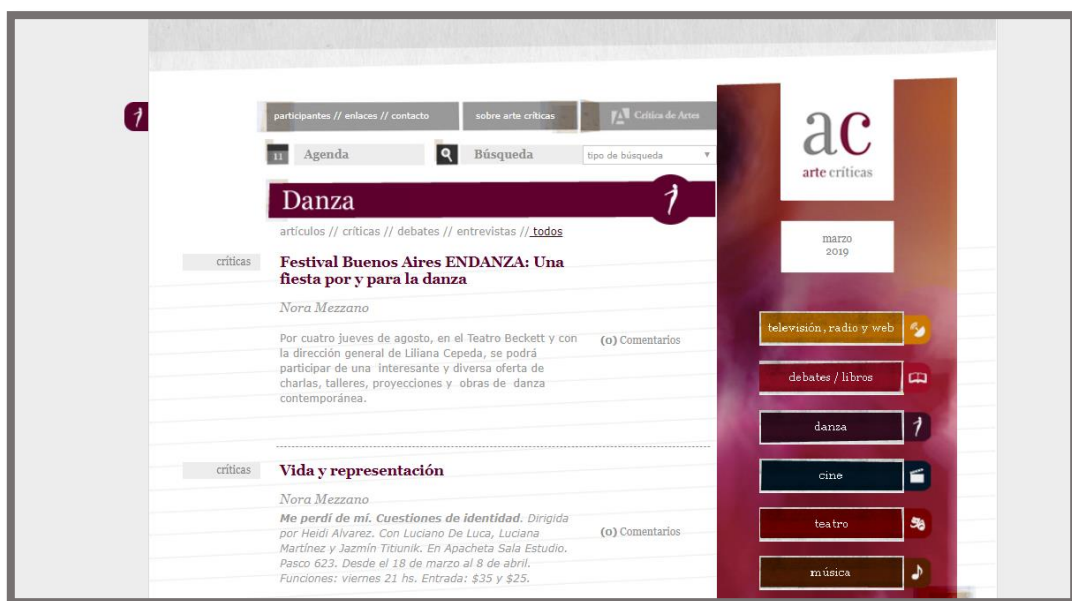 participantes // enlaces // contacto
sobre arte críticas
Crítica de Artes
11 Agenda
Búsqueda
tipo de búsqueda
Danza
artículos // críticas // debates // entrevistas // todos
críticas
Festival Buenos Aires ENDANZA: Una
fiesta por y para la danza
Nora Mezzano
Por cuatro jueves de agosto, en el Teatro Beckett y con
la dirección general de Liliana Cepeda, se podrá
participar de una interesante y diversa oferta de
charlas, talleres, proyecciones y obras de danza
contemporánea.
(0) Comentarios
críticas
Vida y representación
Nora Mezzano
Me perdí de mí. Cuestiones de identidad. Dirigida
por Heidi Alvarez. Con Luciano De Luca, Luciana
Martínez y Jazmín Titiunik. En Apacheta Sala Estudio.
Pasco 623. Desde el 18 de marzo al 8 de abril.
Funciones: viernes 21 hs. Entrada: $35 y $25.
(0) Comentarios
ac
arte críticas
marzo
2019
televisión, radio y web
debates / libros
danza
cine
teatro
música